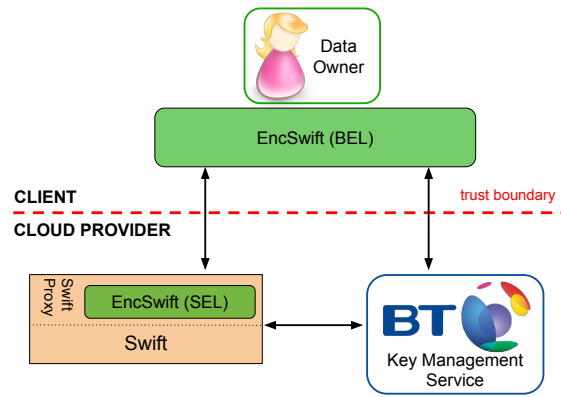 Data
Owner
EncSwift (BEL)
CLIENT
trust boundary
CLOUD PROVIDER
Swift
Proxy
EncSwift (SEL)
Swift
BT
Key Management
Service